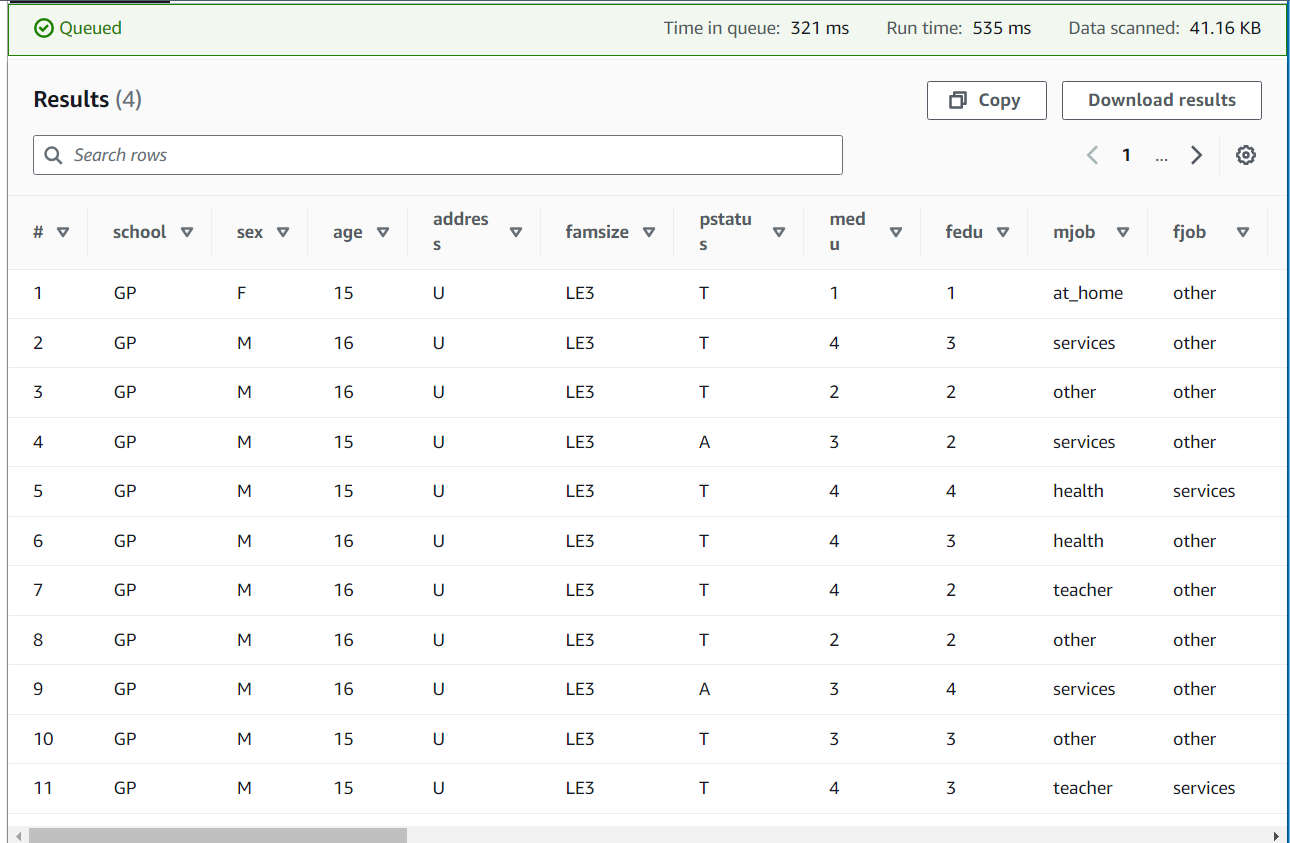 Queued Time in queue: 321 ms Run time: 535 ms Data scanned: 41.16 KB
Results (4) Copy Download results
Search rows 1 ...
# school sex age addres famsize pstatu medu fedu mjob fjob
s s u
1 GP F 15 U LE3 T 1 1 at_home other
2 GP M 16 U LE3 T 4 3 services other
3 GP M 16 U LE3 T 2 2 other other
4 GP M 15 U LE3 A 3 2 services other
5 GP M 15 U LE3 T 4 4 health services
6 GP M 16 U LE3 T 4 3 health other
7 GP M 16 U LE3 T 4 2 teacher other
8 GP M 16 U LE3 T 2 2 other other
9 GP M 16 U LE3 A 3 4 services other
10 GP M 15 U LE3 T 3 3 other other
11 GP M 15 U LE3 T 4 3 teacher services